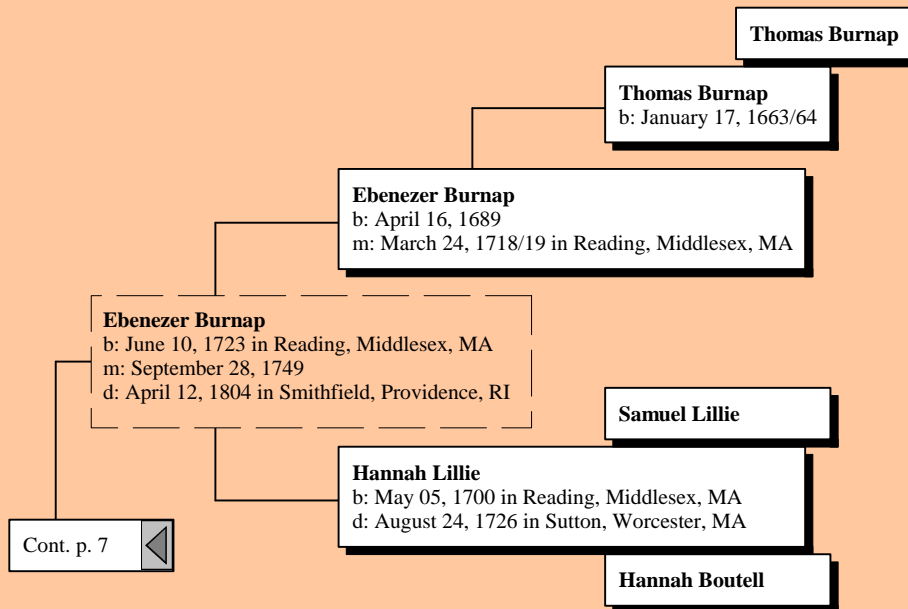 Thomas Burnap
Thomas Burnap
b: January 17, 1663/64
Ebenezer Burnap
b: April 16, 1689
m: March 24, 1718/19 in Reading, Middlesex, MA
Ebenezer Burnap
b: June 10, 1723 in Reading, Middlesex, MA
m: September 28, 1749
d: April 12, 1804 in Smithfield, Providence, RI
Samuel Lillie
Hannah Lillie
b: May 05, 1700 in Reading, Middlesex, MA
d: August 24, 1726 in Sutton, Worcester, MA
Cont. p. 7
Hannah Boutell